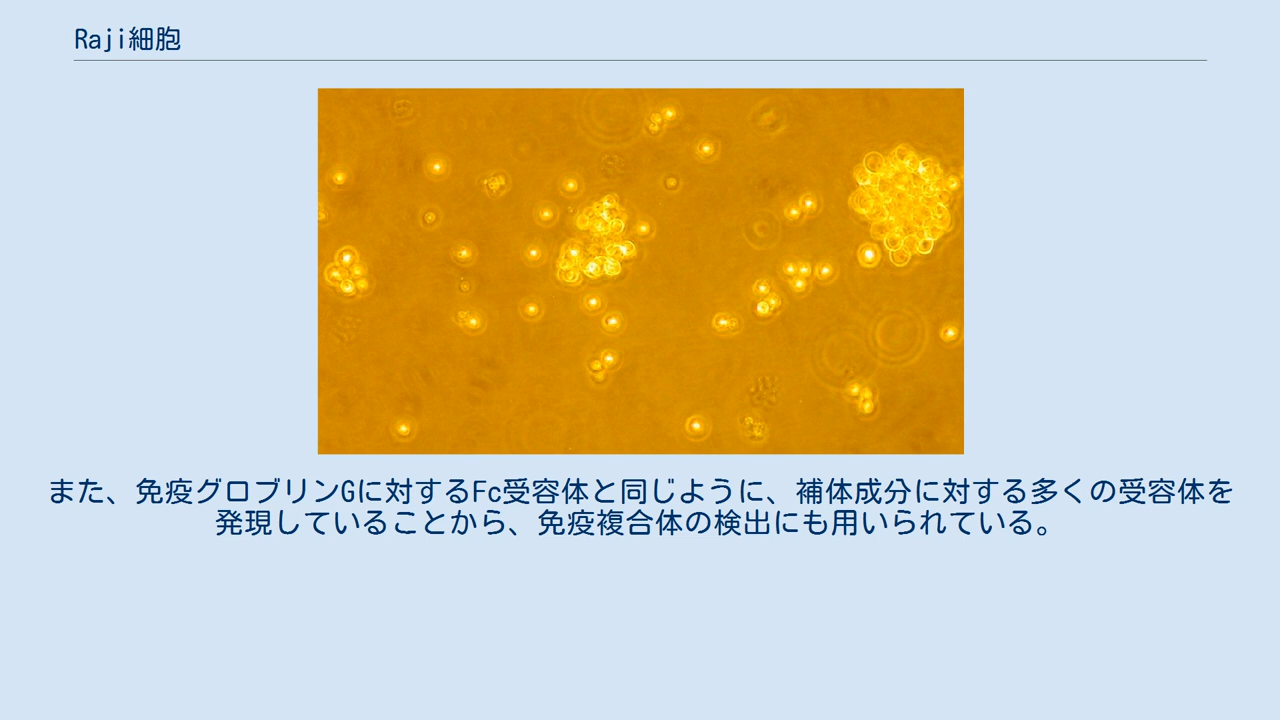 Raji細胞
また、免疫グロブリンGに対するFc受容体と同じように、補体成分に対する多くの受容体を
発現していることから、免疫複合体の検出にも用いられている。